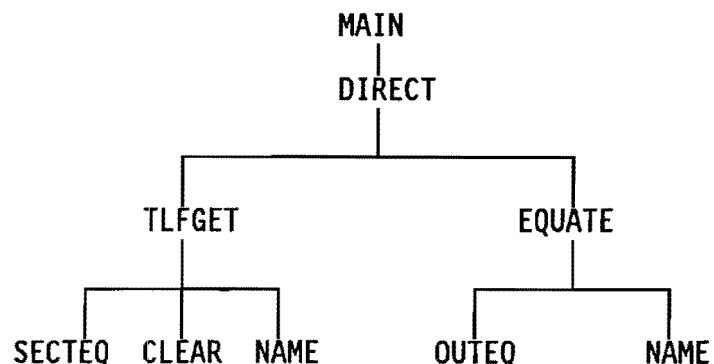 MAIN
DIRECT
TLFGET EQUATE
SECTEQ CLEAR NAME OUTEQ NAME